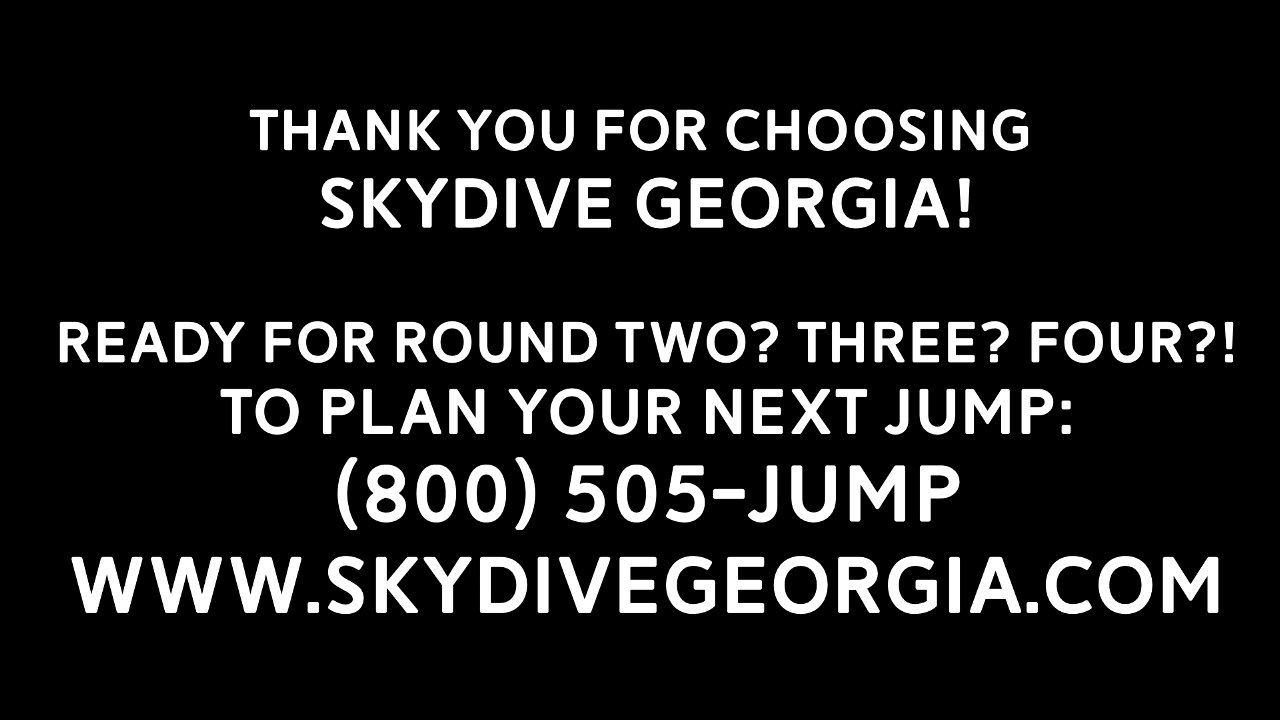 THANK YOU FOR CHOOSING
SKYDIVE GEORGIA!
READY FOR ROUND TWO? THREE? FOUR?!
TO PLAN YOUR NEXT JUMP:
(800) 505-JUMP
WWW.SKYDIVEGEORGIA.COM